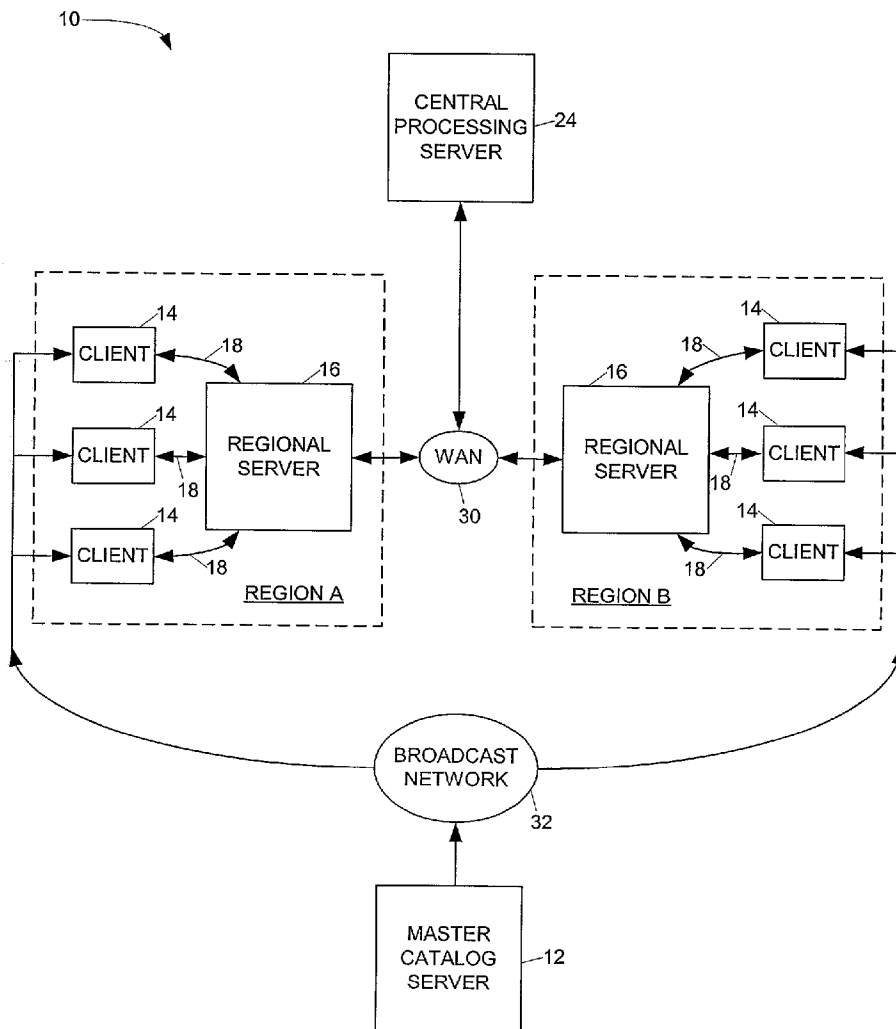 10
CENTRAL
PROCESSING
SERVER
24
14
CLIENT
18
16
14
CLIENT
18
REGIONAL
SERVER
14
CLIENT
18
REGION A
WAN
30
14
CLIENT
18
16
14
CLIENT
18
REGIONAL
SERVER
14
CLIENT
18
REGION B
BROADCAST
NETWORK
32
MASTER
CATALOG
SERVER
12